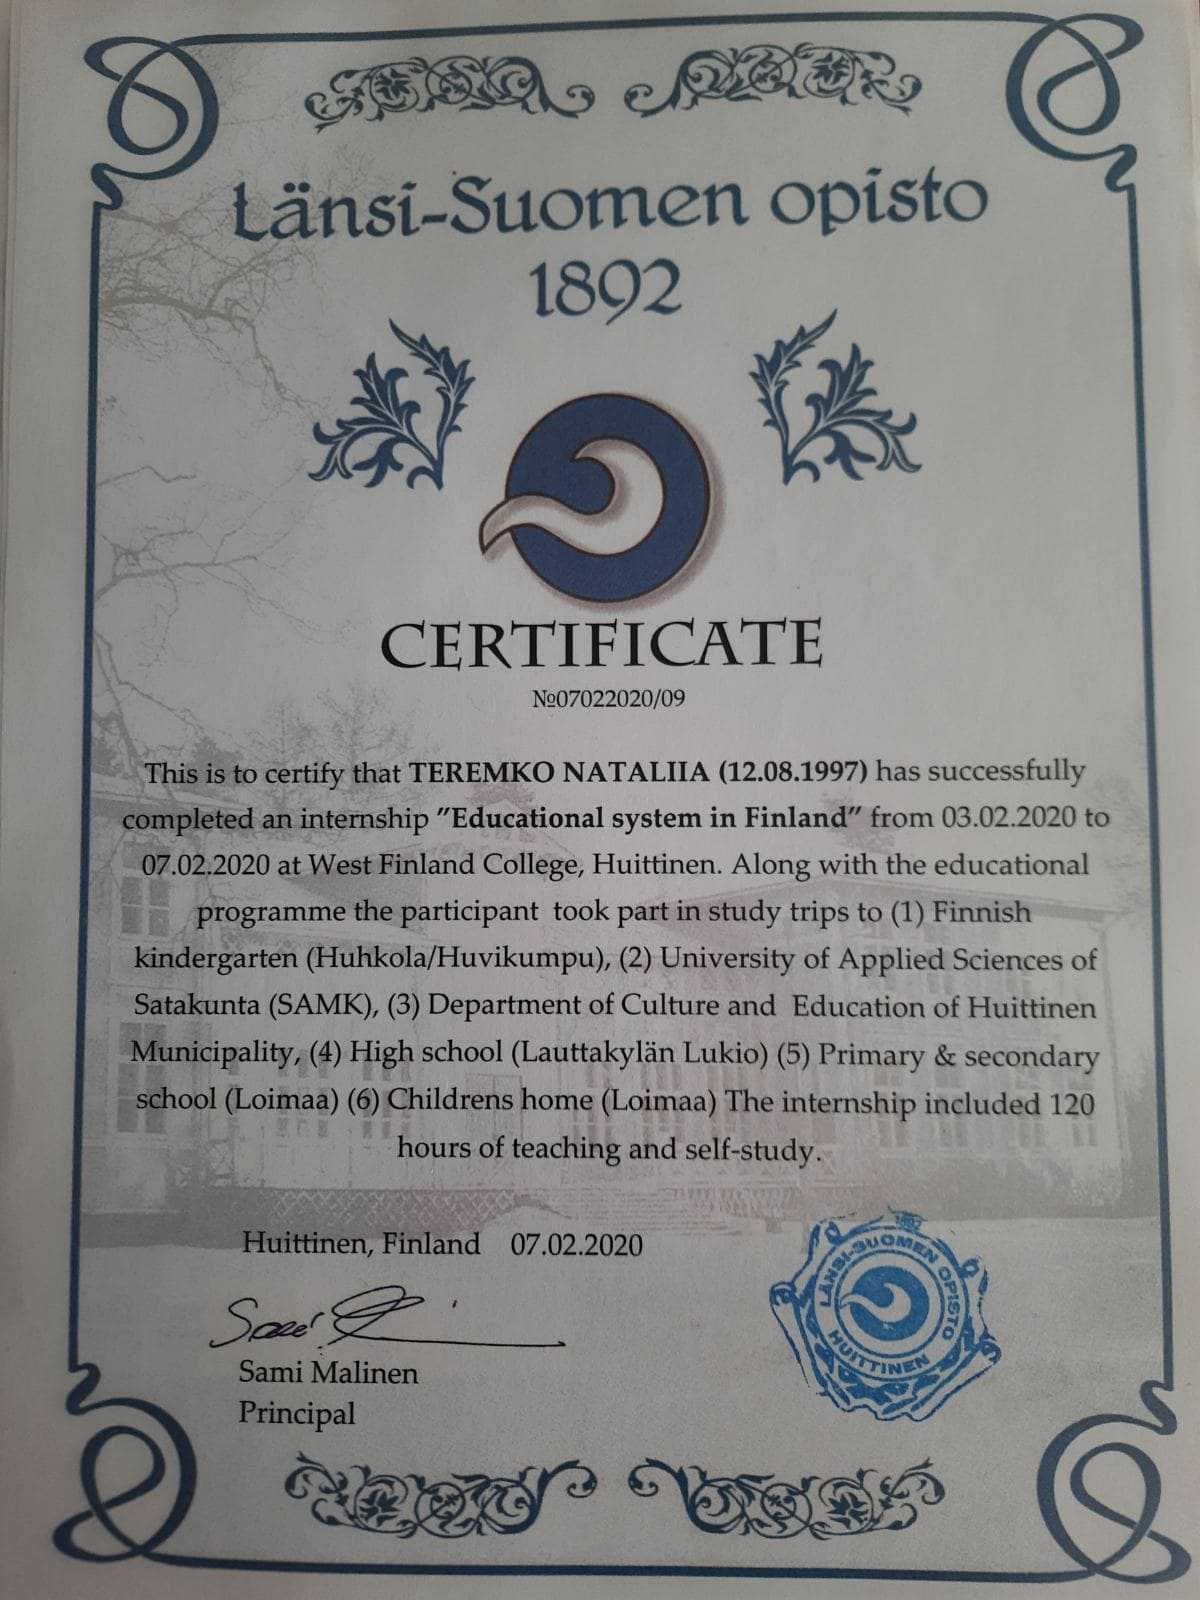 Länsi-Suomen opisto
1892
CERTIFICATE
№07022020/09
This is to certify that TEREMKO NATALIIA (12.08.1997) has successfully
completed an internship ″Educational system in Finland″ from 03.02.2020 to
07.02.2020 at West Finland College, Huittinen. Along with the educational
programme the participant took part in study trips to (1) Finnish
kindergarten (Huhkola/Huvikumpu), (2) University of Applied Sciences of
Satakunta (SAMK), (3) Department of Culture and Education of Huittinen
Municipality, (4) High school (Lauttakylän Lukio) (5) Primary & secondary
school (Loimaa) (6) Childrens home (Loimaa) The internship included 120
hours of teaching and self-study.
Huittinen, Finland 07.02.2020
Sami Malinen
Principal
1892
LÄNSI-SUOMEN OPISTO
HUITTINEN